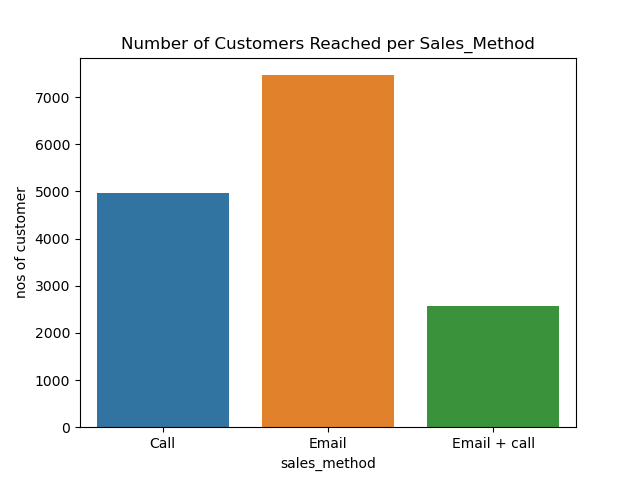 Number of Customers Reached per Sales_Method
nos of customer
7000
6000
5000
4000
3000
2000
1000
0
Call
Email
Email + call
sales_method